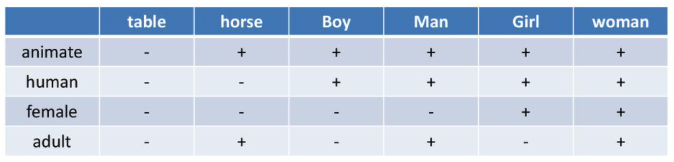 table horse Boy Man Girl woman
animate - + + + + +
human - - + + + +
female - - - - + +
adult - + - + - +